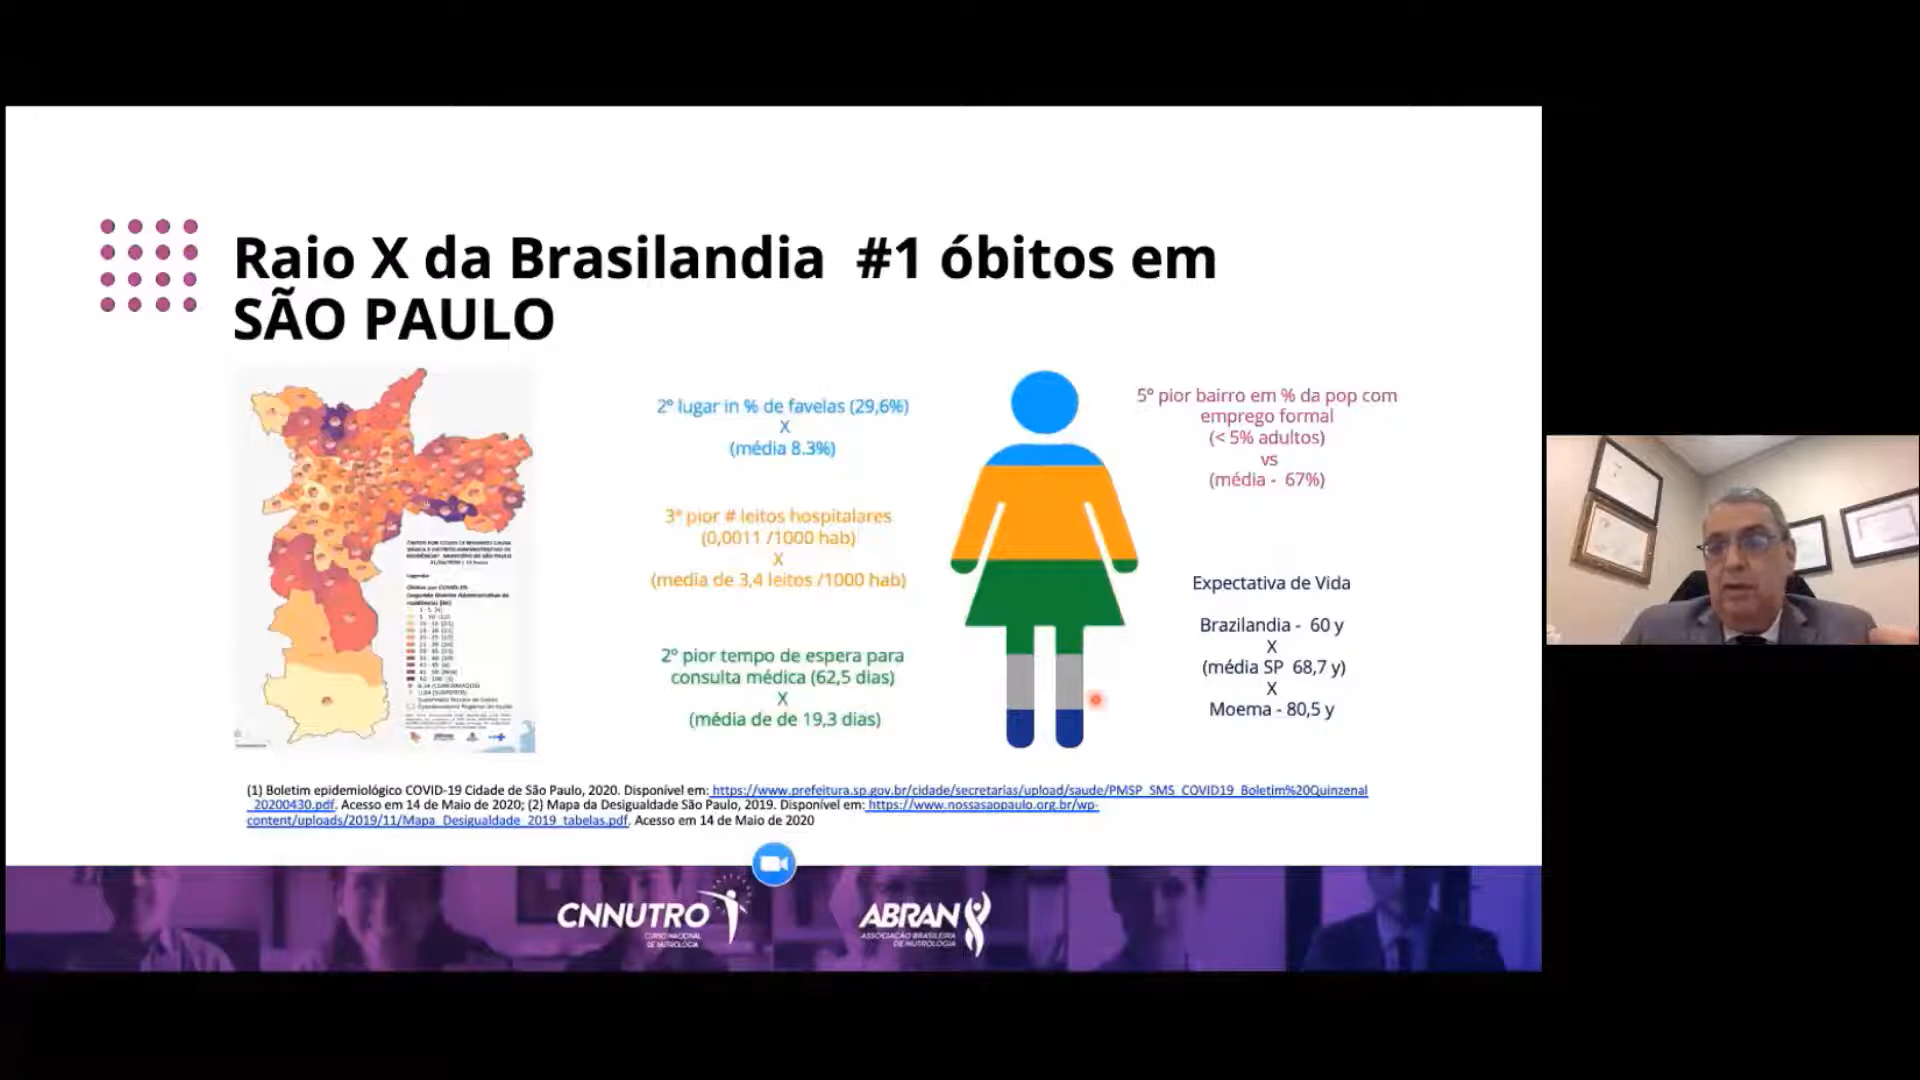 Raio X da Brasilandia #1 óbitos em
SÃO PAULO
2º lugar in % de favelas (29,6%)
X
(média 8.3%)
3ª pior # leitos hospitalares
(0,0011 /1000 hab)
X
(media de 3,4 leitos /1000 hab)
2º pior tempo de espera para
consulta médica (62,5 dias)
X
(média de de 19,3 dias)
5º pior bairro em % da pop com
emprego formal
(< 5% adultos)
vs
(média - 67%)
Expectativa de Vida
Brazilandia - 60 y
X
(média SP 68,7 y)
X
Moema - 80,5 y
(1) Boletim epidemiológico COVID-19 Cidade de São Paulo, 2020. Disponível em: https://www.prefeitura.sp.gov.br/cidade/secretarias/upload/saude/PMSP_SMS_COVID19_Boletim%20Quinzenal
_20200430.pdf. Acesso em 14 de Maio de 2020; (2) Mapa da Desigualdade São Paulo, 2019. Disponível em: https://www.nossasaopaulo.org.br/wp-
content/uploads/2019/11/Mapa_Desigualdade_2019_tabelas.pdf. Acesso em 14 de Maio de 2020
CNNUTRO
CURSO NACIONAL
DE NUTROLOGIA
ABRAN
ASSOCIAÇÃO BRASILEIRA
DE NUTROLOGIA